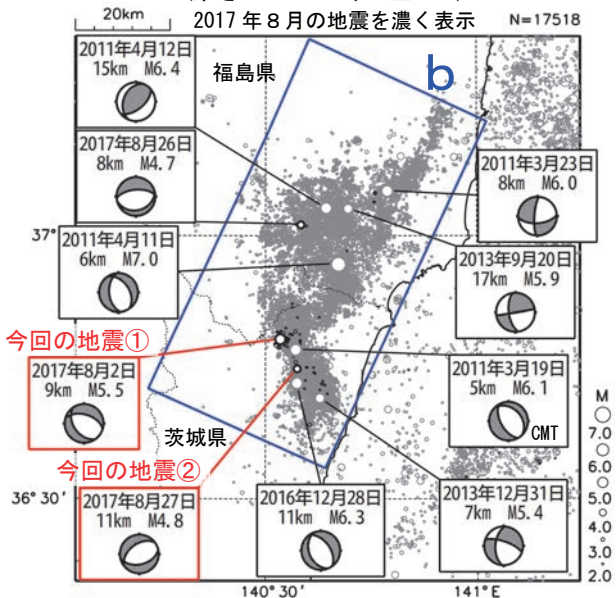 20km
2017年８月の地震を濃く表示
N=17518
2011年4月12日
15km M6.4
福島県
b
2017年8月26日
8km M4.7
2011年3月23日
8km M6.0
37°
2011年4月11日
6km M7.0
2013年9月20日
17km M5.9
今回の地震①
2017年8月2日
9km M5.5
2011年3月19日
5km M6.1
CMT
茨城県
今回の地震②
2017年8月27日
11km M4.8
2016年12月28日
11km M6.3
2013年12月31日
7km M5.4
36°30'
M
7.0
6.0
5.0
4.0
3.0
2.0
140°30'
141°E